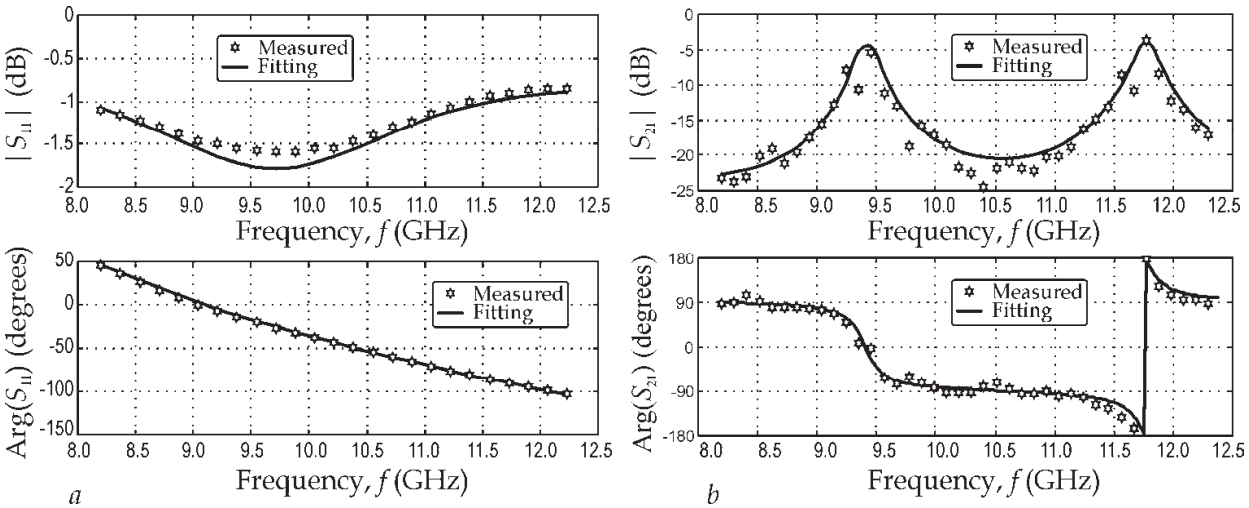 | S11 | (dB)
0
-0.5
-1
-1.5
-2
Measured
Fitting
8.0 8.5 9.0 9.5 10.0 10.5 11.0 11.5 12.0 12.5
Frequency, f (GHz)
Arg(S11) (degrees)
50
0
-50
-100
-150
Measured
Fitting
8.0 8.5 9.0 9.5 10.0 10.5 11.0 11.5 12.0 12.5
Frequency, f (GHz)
a
| S21 | (dB)
0
-5
-10
-15
-20
-25
Measured
Fitting
8.0 8.5 9.0 9.5 10.0 10.5 11.0 11.5 12.0 12.5
Frequency, f (GHz)
Arg(S21) (degrees)
180
90
0
-90
-180
Measured
Fitting
8.0 8.5 9.0 9.5 10.0 10.5 11.0 11.5 12.0 12.5
Frequency, f (GHz)
b